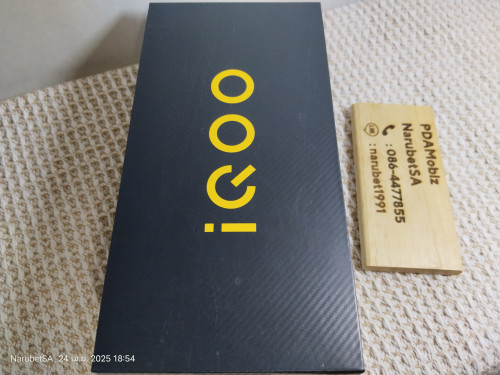 iQOO
PDAMobiz
NarubetSA
: 086-4477855
: narubet1991
NarubetSA 24 เม.ย. 2025 18:54